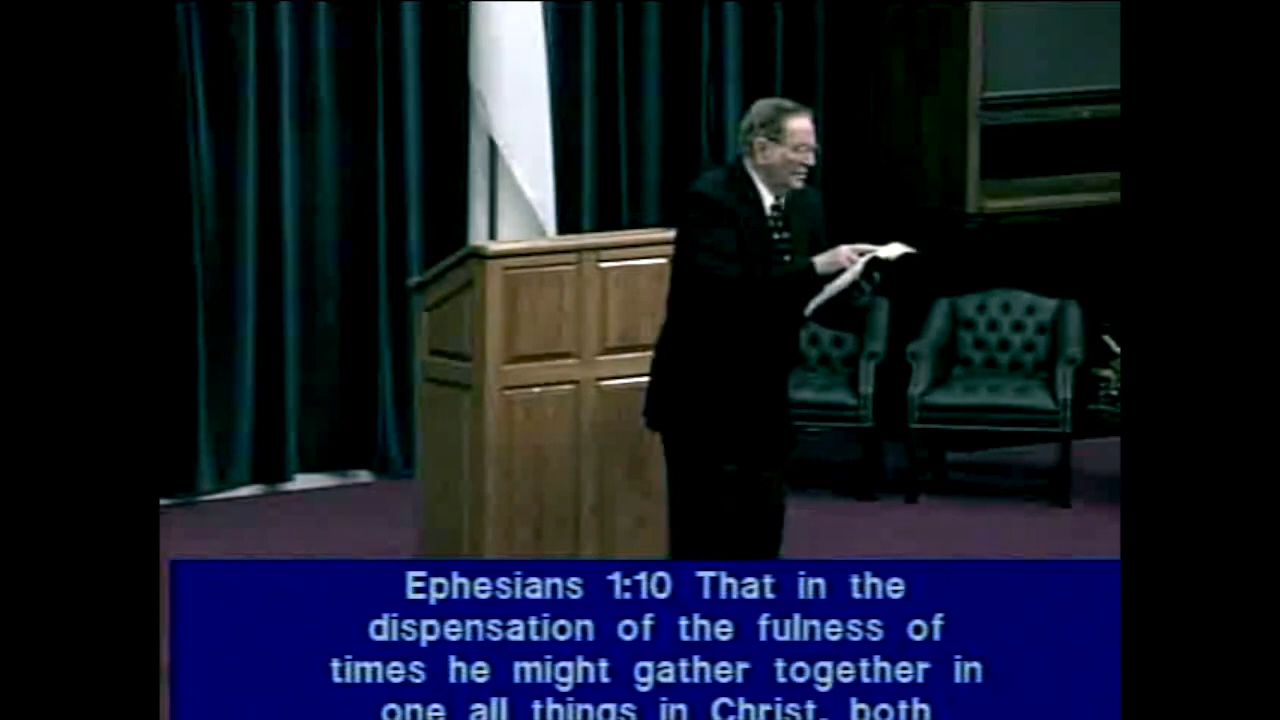 Ephesians 1:10 That in the
dispensation of the fulness of
times he might gather together in
one all things in Christ, both